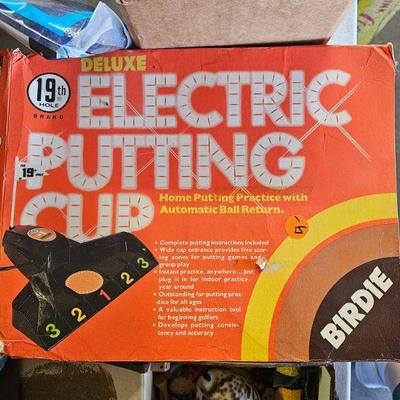 DELUXE
19th
HOLE
BRAND
ELECTRIC
PUTTING
CUP
19
Home Putting Practice with
Automatic Ball Return.
• Complete putting instructions included
• Wide cup entrance provides five scor-
ing zones for putting games and
group play
• Instant practice, anywhere...just
plug it in for indoor practice
year around
• Outstanding for putting prac-
tice for all ages
• A valuable instruction tool
for beginning golfers
• Develops putting consis-
tency and accuracy
3 2 1 2 3
BIRDIE